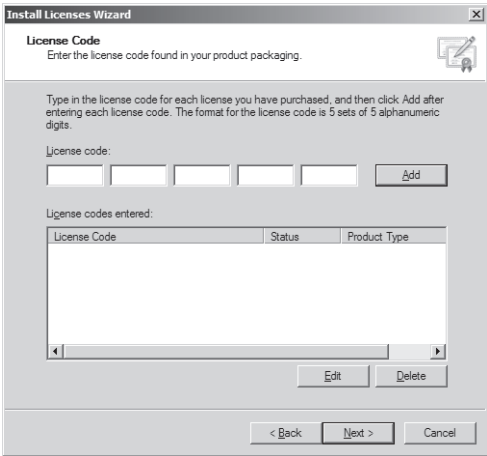 Install Licenses Wizard
License Code
Enter the license code found in your product packaging.
Type in the license code for each license you have purchased, and then click Add after
entering each license code. The format for the license code is 5 sets of 5 alphanumeric
digits.
License code:
Add
License codes entered:
License Code Status Product Type
Edit Delete
< Back Next > Cancel